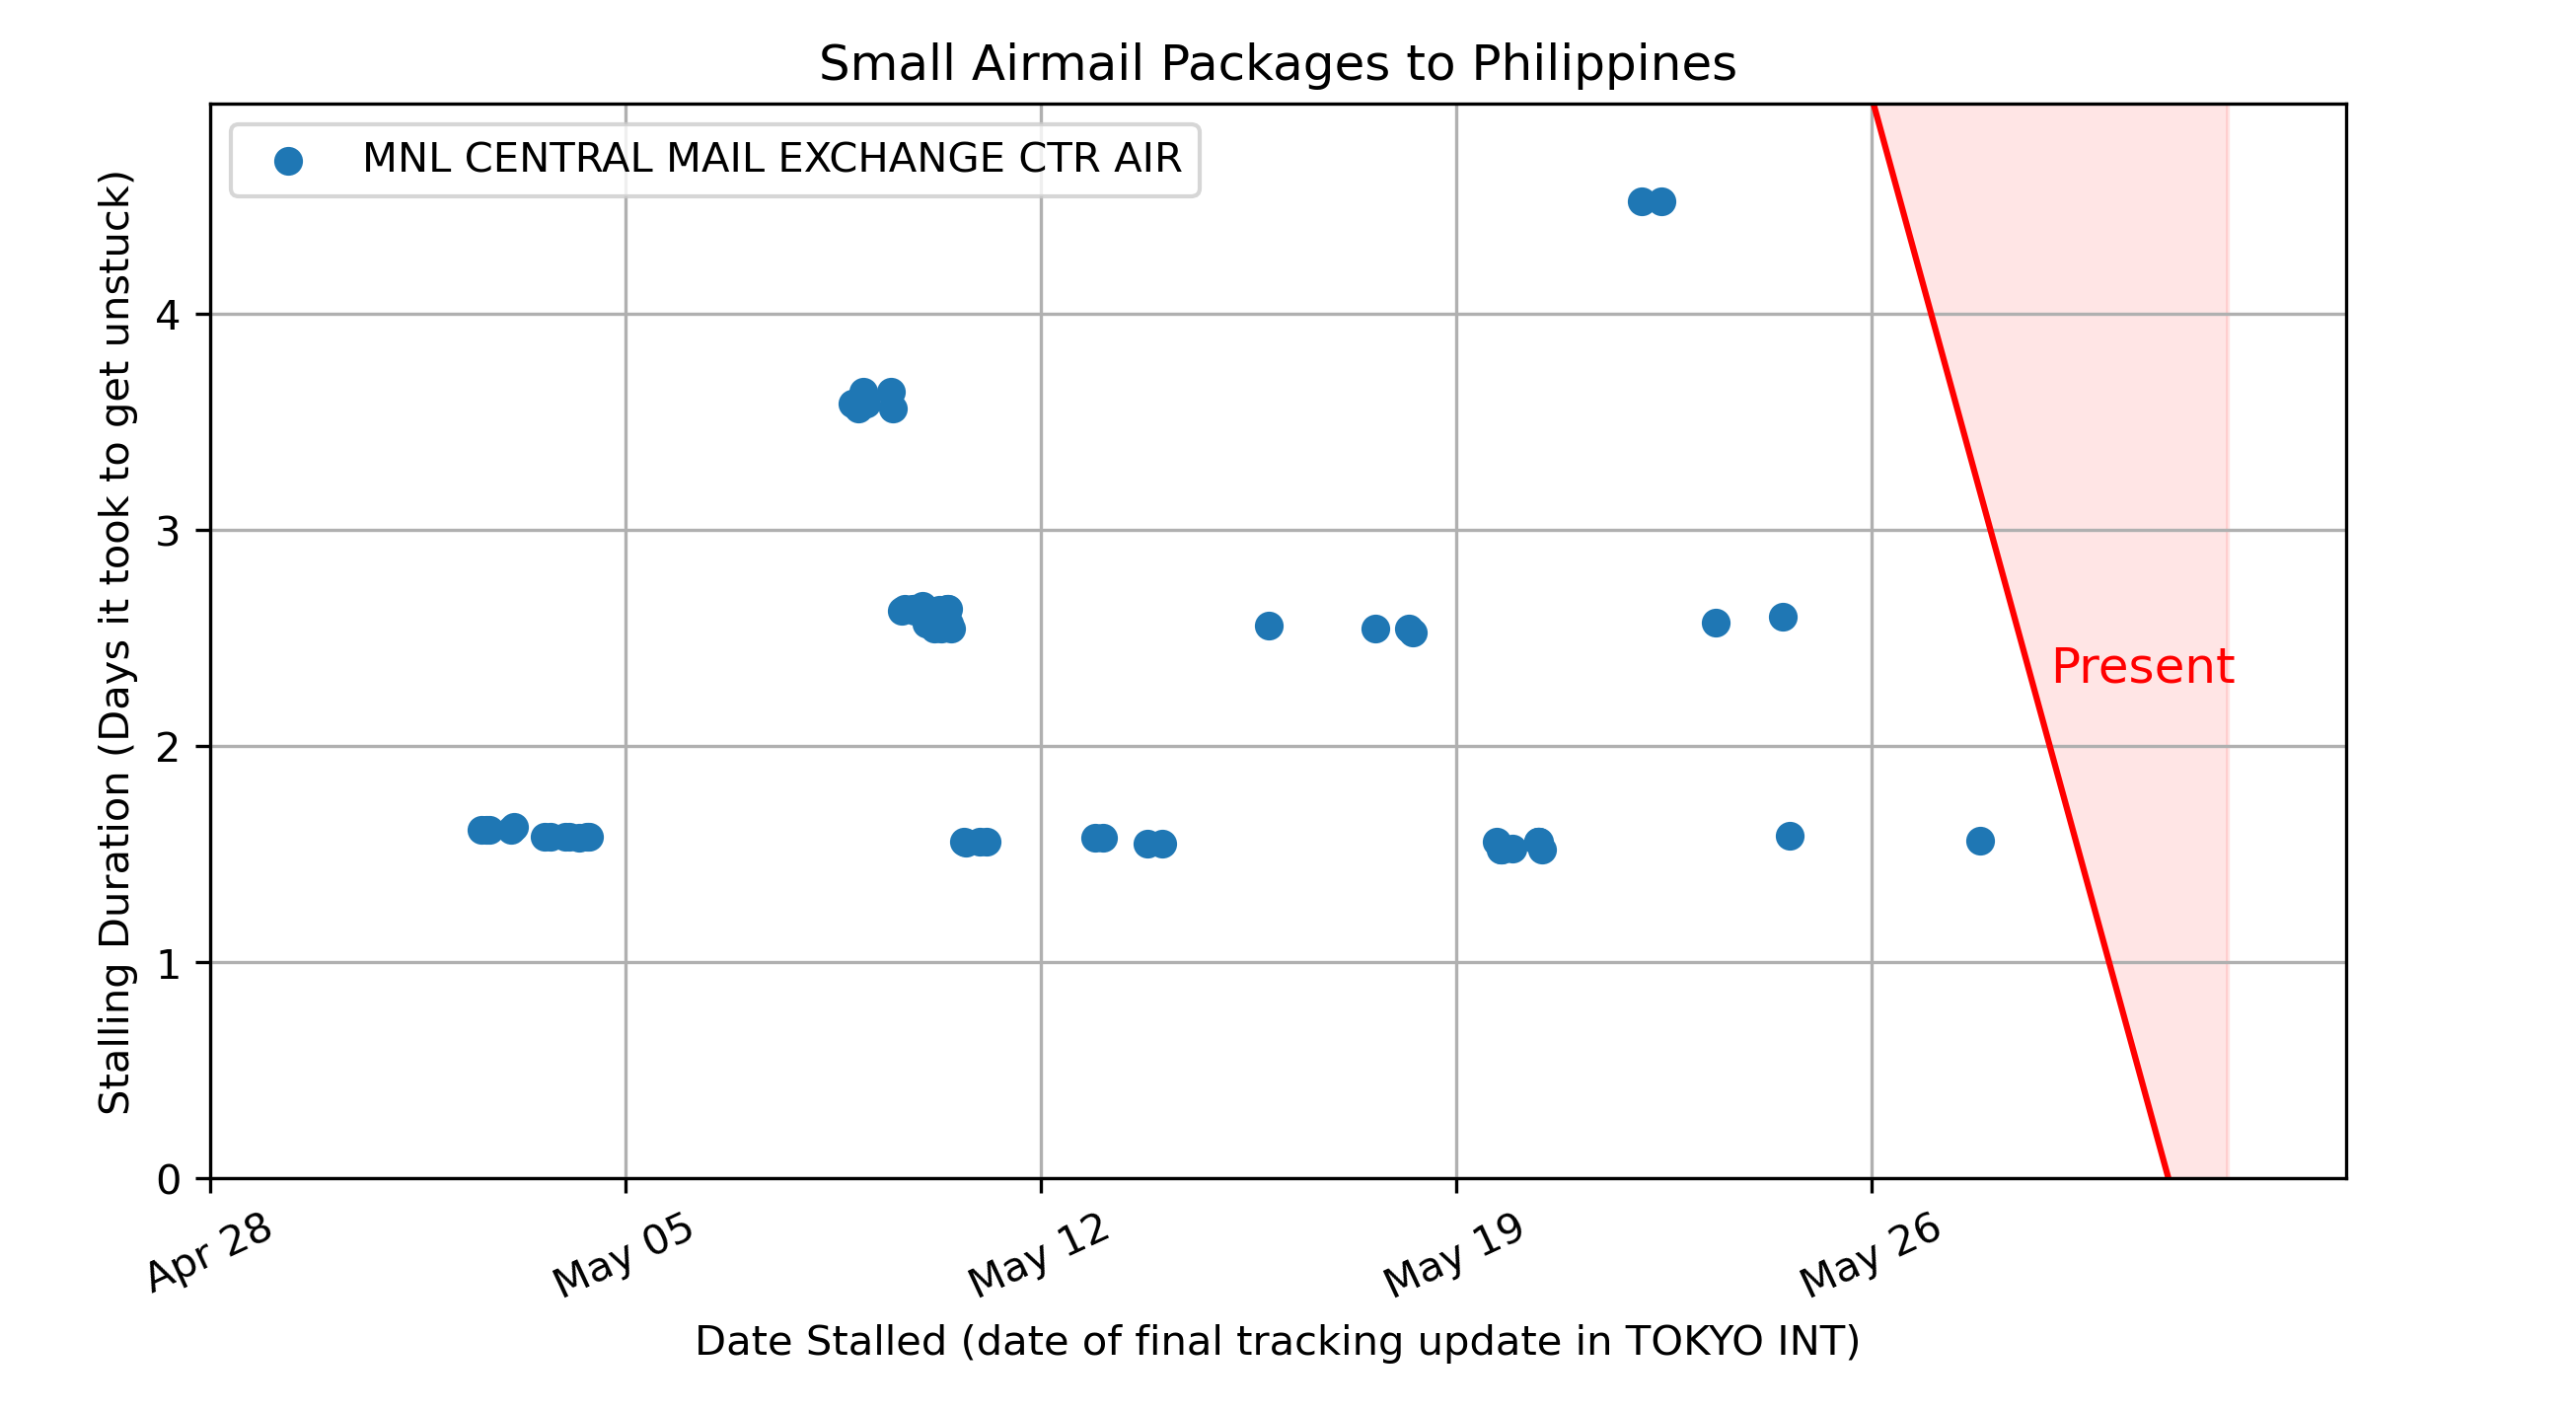 Small Airmail Packages to Philippines
MNL CENTRAL MAIL EXCHANGE CTR AIR
Stalling Duration (Days it took to get unstuck)
4
3
2
1
0
Present
Apr 28
May 05
May 12
May 19
May 26
Date Stalled (date of final tracking update in TOKYO INT)